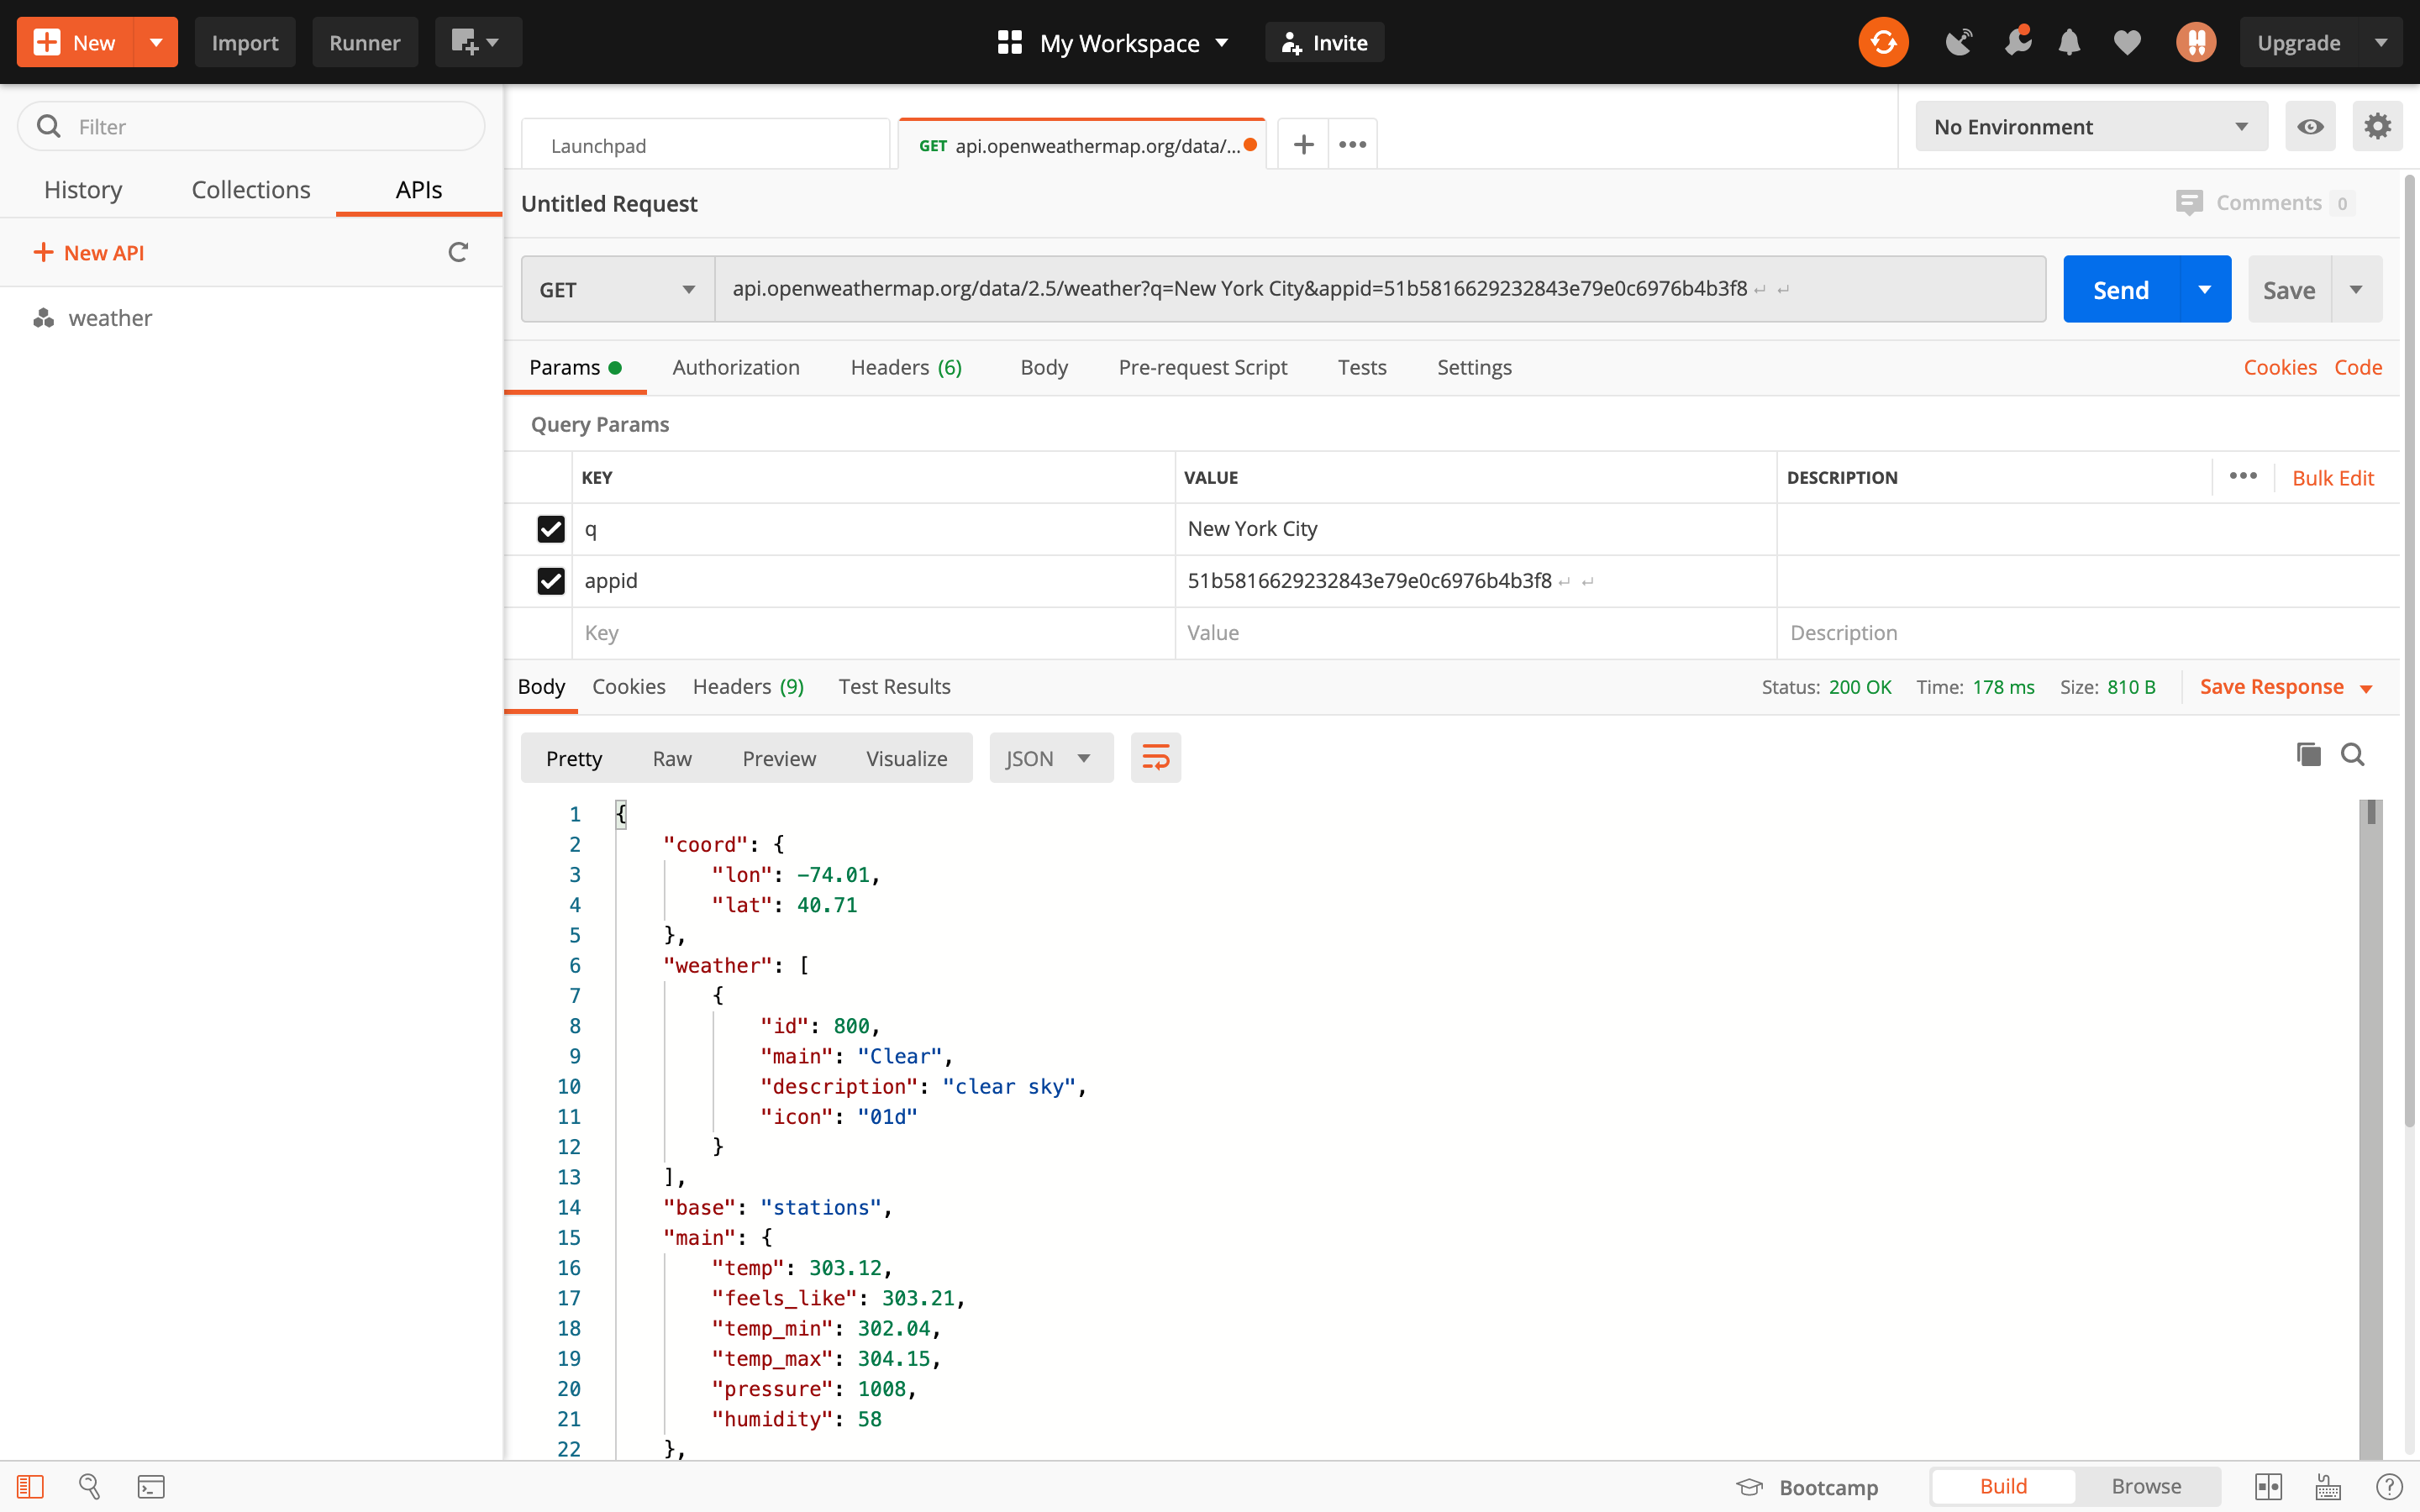 New
Import
Runner
My Workspace
Invite
Upgrade
Filter
History
Collections
APIs
New API
weather
Launchpad
GET api.openweathermap.org/data/...
No Environment
Untitled Request
Comments 0
GET
api.openweathermap.org/data/2.5/weather?q=New York City&appid=51b5816629232843e79e0c6976b4b3f8
Send
Save
Params
Authorization
Headers (6)
Body
Pre-request Script
Tests
Settings
Cookies
Code
Query Params
KEY VALUE DESCRIPTION
Bulk Edit
q New York City
appid 51b5816629232843e79e0c6976b4b3f8
Key Value Description
Body
Cookies
Headers (9)
Test Results
Status: 200 OK Time: 178 ms Size: 810 B
Save Response
Pretty
Raw
Preview
Visualize
JSON
1 {
2 "coord": {
3 "lon": -74.01,
4 "lat": 40.71
5 },
6 "weather": [
7 {
8 "id": 800,
9 "main": "Clear",
10 "description": "clear sky",
11 "icon": "01d"
12 }
13 ],
14 "base": "stations",
15 "main": {
16 "temp": 303.12,
17 "feels_like": 303.21,
18 "temp_min": 302.04,
19 "temp_max": 304.15,
20 "pressure": 1008,
21 "humidity": 58
22 },
Bootcamp
Build
Browse